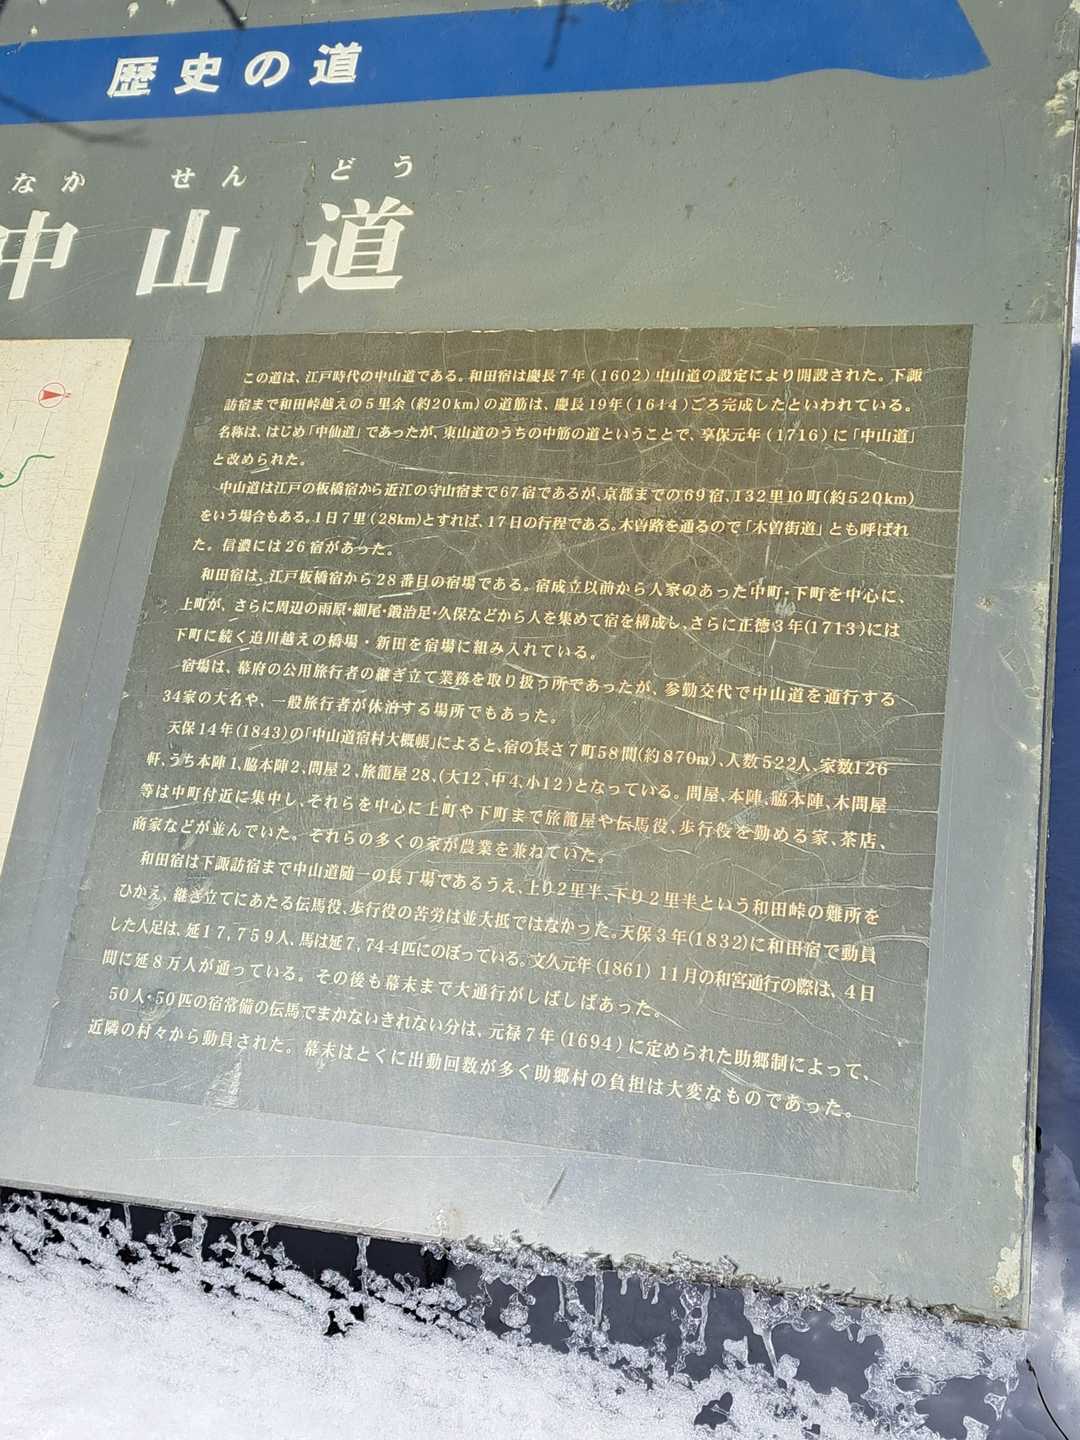 歴史の道
なか せん どう
中山道
この道は、江戸時代の中山道である。和田宿は慶長7年(1602)中山道の設定により開設された。下諏
訪宿まで和田峠越えの5里余(約20km)の道筋は、慶長19年(1614)ごろ完成したといわれている。
名称は、はじめ「中仙道」であったが、東山道のうちの中筋の道ということで、享保元年(1716)に「中山道」
と改められた。
中山道は江戸の板橋宿から近江の守山宿まで67宿であるが、京都までの69宿、132里10町(約520km)
をいう場合もある。1日7里(28km)とすれば、17日の行程である。木曽路を通るので「木曽街道」とも呼ばれ
た。信濃には26宿があった。
和田宿は、江戸板橋宿から28番目の宿場である。宿成立以前から人家のあった中町・下町を中心に、
上町が、さらに周辺の雨原・細尾・鍛治足・久保などから人を集めて宿を構成し、さらに正徳3年(1713)には
下町に続く追川越えの橋場・新田を宿場に組み入れている。
宿場は、幕府の公用旅行者の継ぎ立て業務を取り扱う所であったが、参勤交代で中山道を通行する
34家の大名や、一般旅行者が休泊する場所でもあった。
天保14年(1843)の「中山道宿村大概帳」によると、宿の長さ7町58間(約870m)、人数522人、家数126
軒、うち本陣1、脇本陣2、問屋2、旅籠屋28、(大12、中4、小12)となっている。問屋、本陣、脇本陣、木問屋
等は中町付近に集中し、それらを中心に上町や下町まで旅籠屋や伝馬役、歩行役を勤める家、茶店、
商家などが並んでいた。それらの多くの家が農業を兼ねていた。
和田宿は下諏訪宿まで中山道随一の長丁場であるうえ、上り2里半、下り2里半という和田峠の難所を
ひかえ、継ぎ立てにあたる伝馬役、歩行役の苦労は並大抵ではなかった。天保3年(1832)に和田宿で動員
した人足は、延17,759人、馬は延7,744匹にのぼっている。文久元年(1861)11月の和宮通行の際は、4日
間に延8万人が通っている。その後も幕末まで大通行がしばしばあった。
50人・50匹の宿常備の伝馬でまかないきれない分は、元禄7年(1694)に定められた助郷制によって、
近隣の村々から動員された。幕末はとくに出動回数が多く助郷村の負担は大変なものであった。